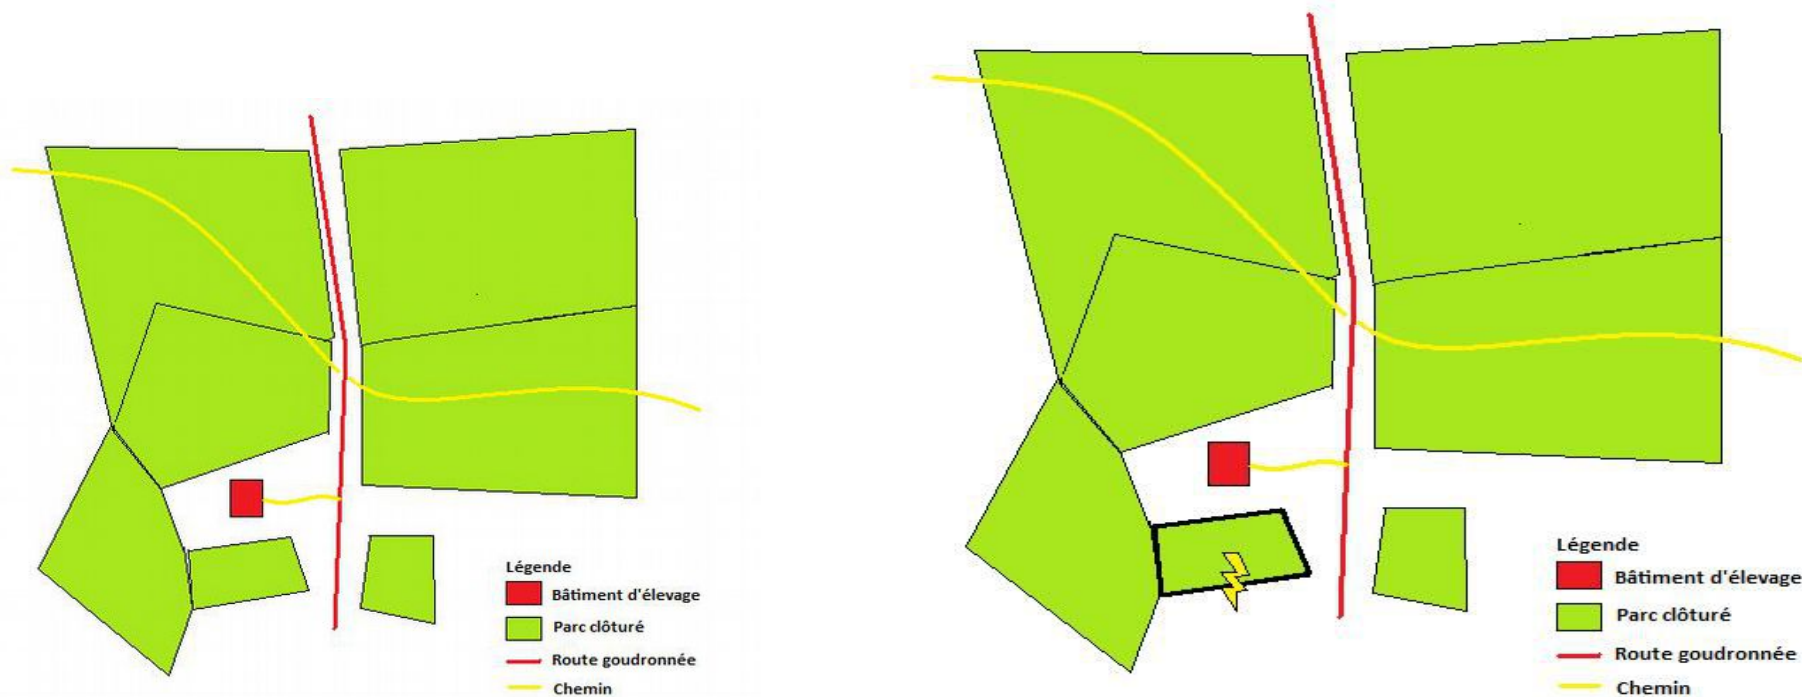 Légende
Bâtiment d'élevage
Parc clôturé
Route goudronnée
Chemin
Légende
Bâtiment d'élevage
Parc clôturé
Route goudronnée
Chemin